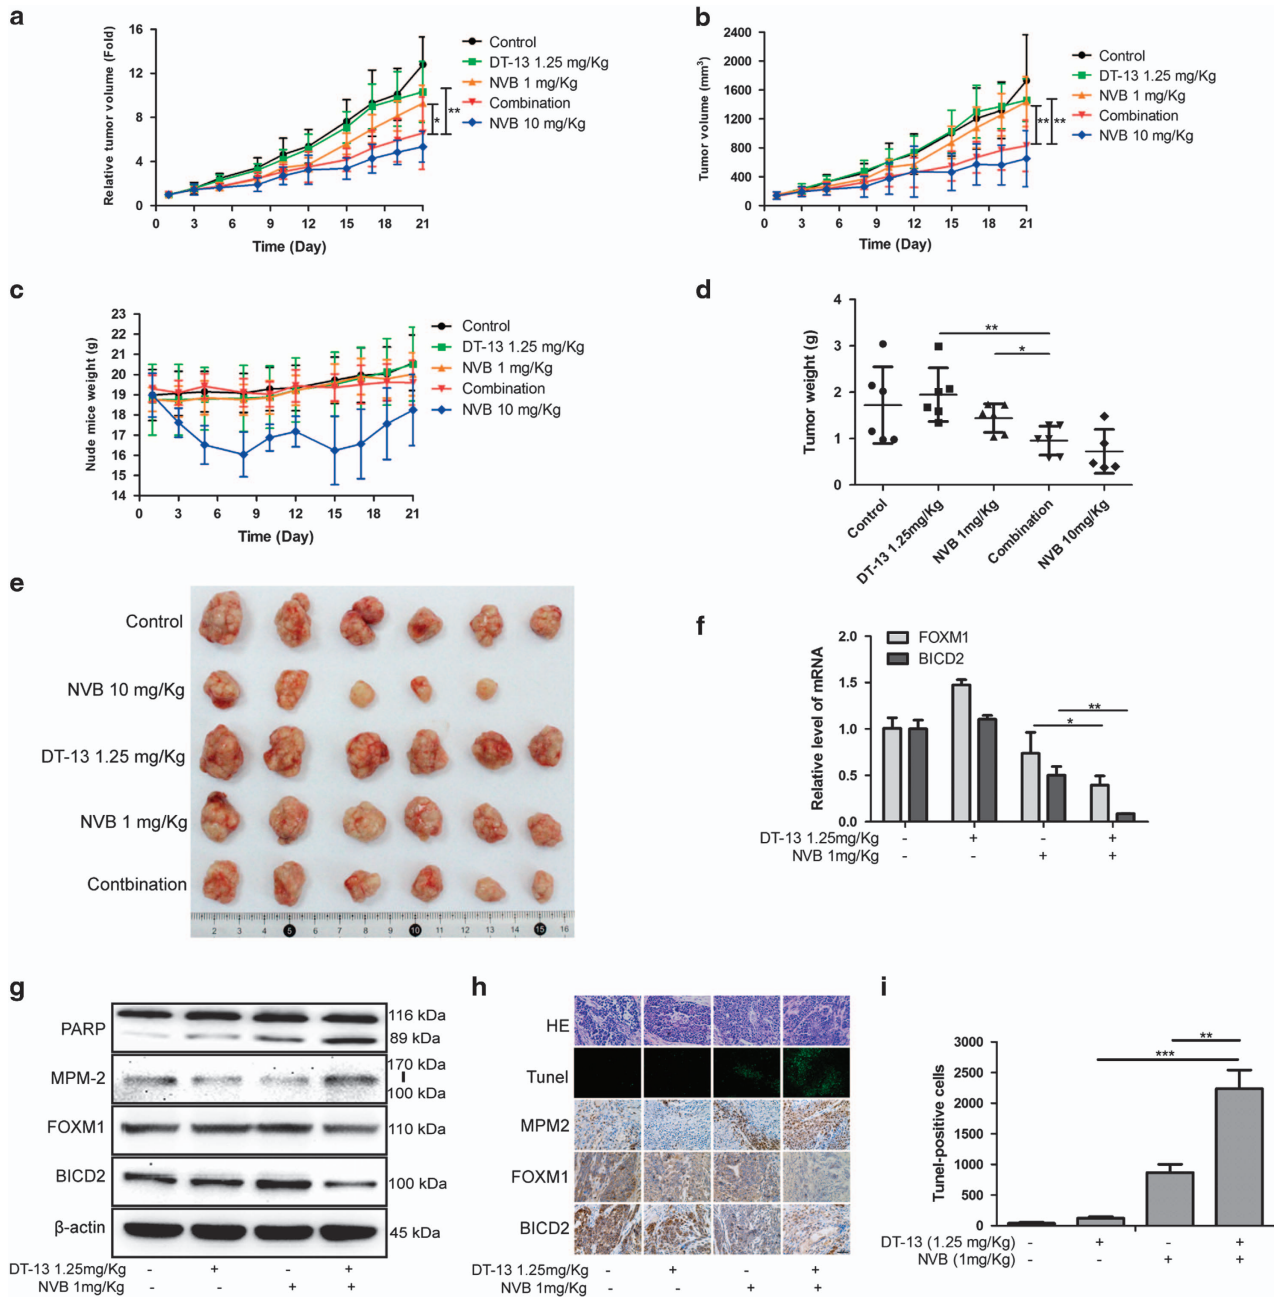 a
Relative tumor volume (Fold)
16
12
8
4
0
0 3 6 9 12 15 18 21
Time (Day)
Control
DT-13 1.25 mg/Kg
NVB 1 mg/Kg
Combination
NVB 10 mg/Kg
*
**
b
Tumor volume (mm³)
2400
2000
1600
1200
800
400
0
0 3 6 9 12 15 18 21
Time (Day)
Control
DT-13 1.25 mg/Kg
NVB 1 mg/Kg
Combination
NVB 10 mg/Kg
** **
c
Nude mice weight (g)
23
22
21
20
19
18
17
16
15
14
0 3 6 9 12 15 18 21
Time (Day)
Control
DT-13 1.25 mg/Kg
NVB 1 mg/Kg
Combination
NVB 10 mg/Kg
d
Tumor weight (g)
4
3
2
1
0
**
*
Control
DT-13 1.25mg/Kg
NVB 1mg/Kg
Combination
NVB 10mg/Kg
e
Control
NVB 10 mg/Kg
DT-13 1.25 mg/Kg
NVB 1 mg/Kg
Contbination
2 3 4 5 6 7 8 9 10 11 12 13 14 15 16
f
Relative level of mRNA
2.0
1.5
1.0
0.5
0.0
FOXM1
BICD2
**
*
DT-13 1.25mg/Kg - + - +
NVB 1mg/Kg - - + +
g
PARP
116 kDa
89 kDa
MPM-2
170 kDa
100 kDa
FOXM1
110 kDa
BICD2
100 kDa
β-actin
45 kDa
DT-13 1.25mg/Kg - + - +
NVB 1mg/Kg - - + +
h
HE
Tunel
MPM2
FOXM1
BICD2
DT-13 1.25mg/Kg - + - +
NVB 1mg/Kg - - + +
i
Tunel-positive cells
3000
2500
2000
1500
1000
500
0
**
***
DT-13 (1.25 mg/Kg) - + - +
NVB (1mg/Kg) - - + +